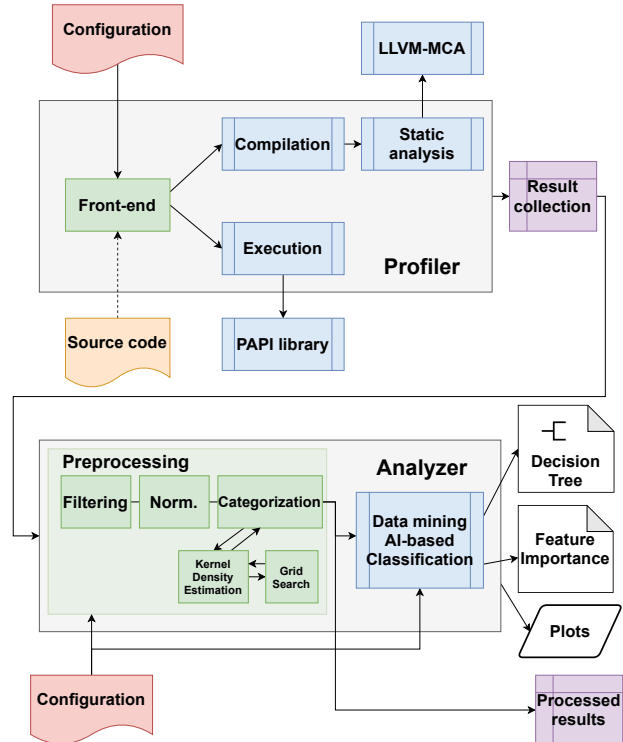 Configuration
LLVM-MCA
Compilation
Static
analysis
Front-end
Result
collection
Execution
Profiler
Source code
PAPI library
Preprocessing
Analyzer
Filtering
Norm.
Categorization
Data mining
AI-based
Classification
Kernel
Density
Estimation
Grid
Search
Decision
Tree
Feature
Importance
Plots
Configuration
Processed
results